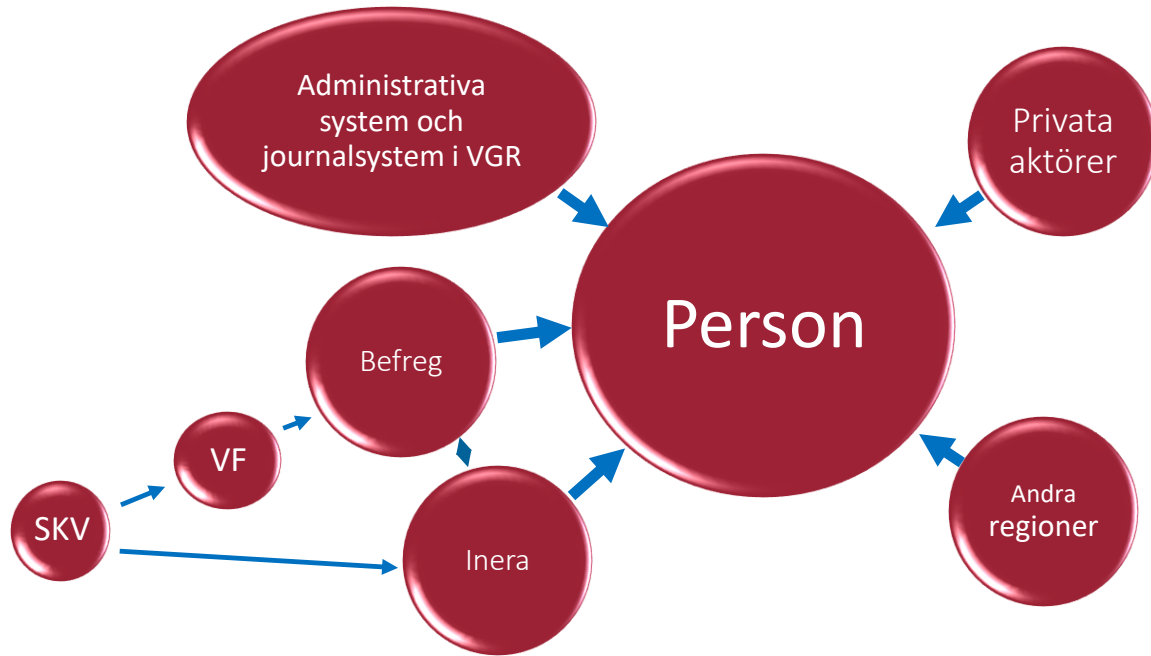 Administrativa
system och
journalsystem i VGR
Privata
aktörer
Person
Befreg
VF
SKV
Inera
Andra
regioner